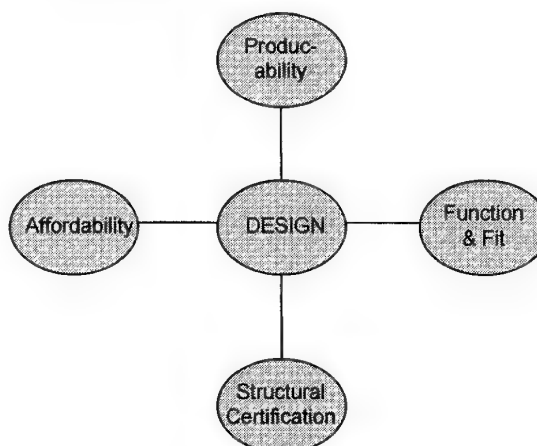 Produc-
ability
Affordability
DESIGN
Function
& Fit
Structural
Certification